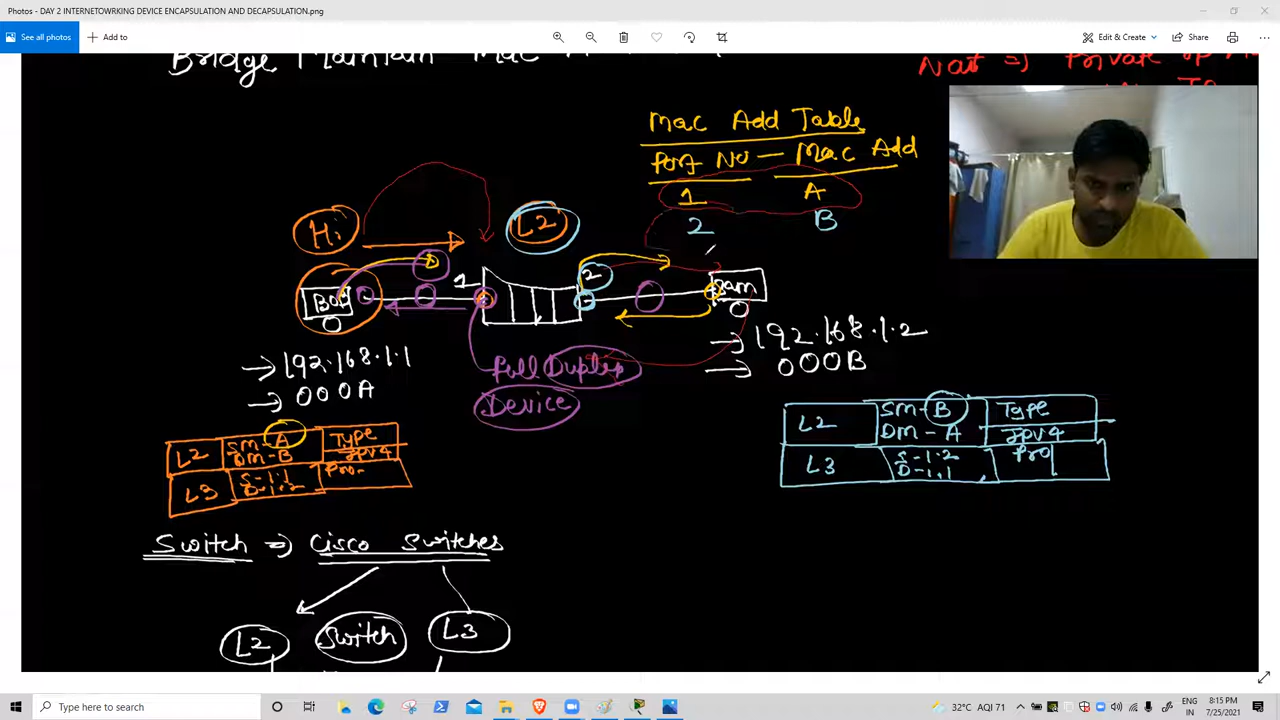 Photos - DAY 2 INTERNETOWRKING DEVICE ENCAPSULATION AND DECAPSULATION.png
See all photos
Add to
Edit & Create
Share
Bridge Maintain Mac
Nat => Private
To
Mac Add Table
Port No - Mac Add
1 A
2 B
Hi
L2
1
2
Bob
Sam
192.168.1.1
000A
192.168.1.2
000B
Full Duplex
Device
L2 SM-A DM-B Type IPv4
L3 S-1.1 D-1.2 Pro-
L2 SM-B DM-A Type IPv4
L3 S-1.2 D-1.1 Pro
Switch => Cisco Switches
L2 Switch L3
Type here to search
32°C AQI 71
ENG
IN
8:15 PM
7/25/2021